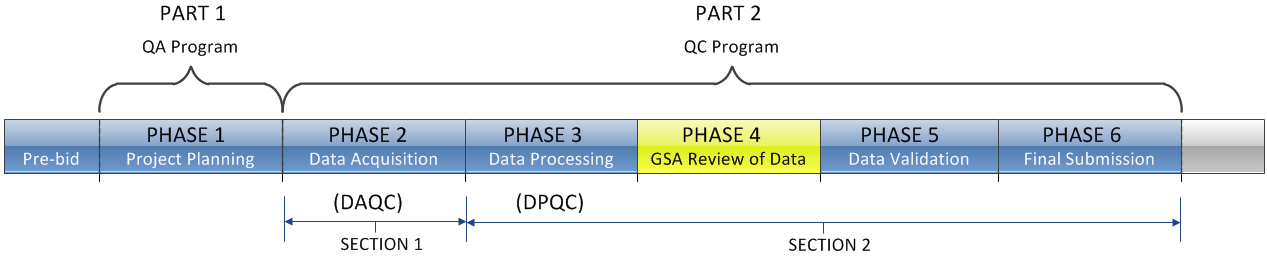 PART 1
PART 2
QA Program
QC Program
PHASE 1
PHASE 2
PHASE 3
PHASE 4
PHASE 5
PHASE 6
Pre-bid
Project Planning
Data Acquisition
Data Processing
GSA Review of Data
Data Validation
Final Submission
(DAQC)
(DPQC)
SECTION 1
SECTION 2